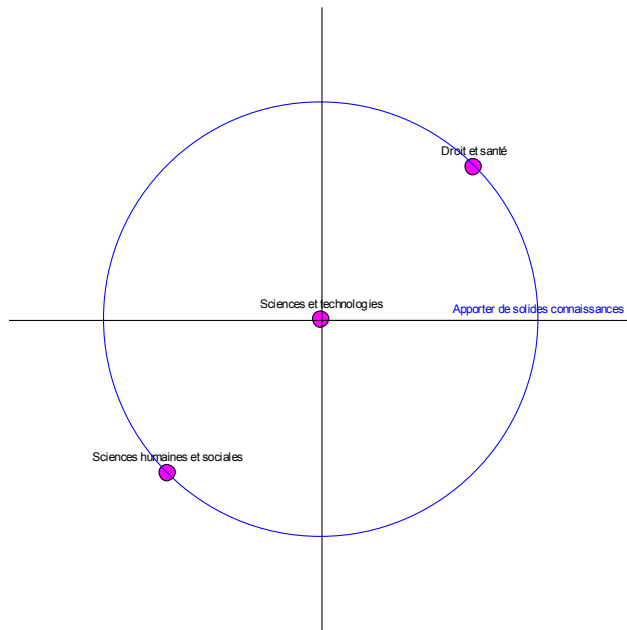 Droit et santé
Sciences et technologies
Apporter de solides connaissances
Sciences humaines et sociales